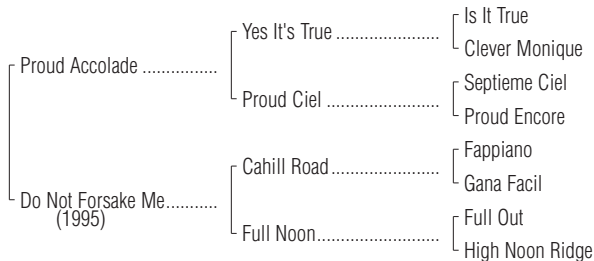 Is It True
Yes It's True ....................
Clever Monique
Proud Accolade ..............
Septieme Ciel
Proud Ciel ......................
Proud Encore
Fappiano
Cahill Road.....................
Gana Facil
Do Not Forsake Me..........
(1995)
Full Out
Full Noon........................
High Noon Ridge